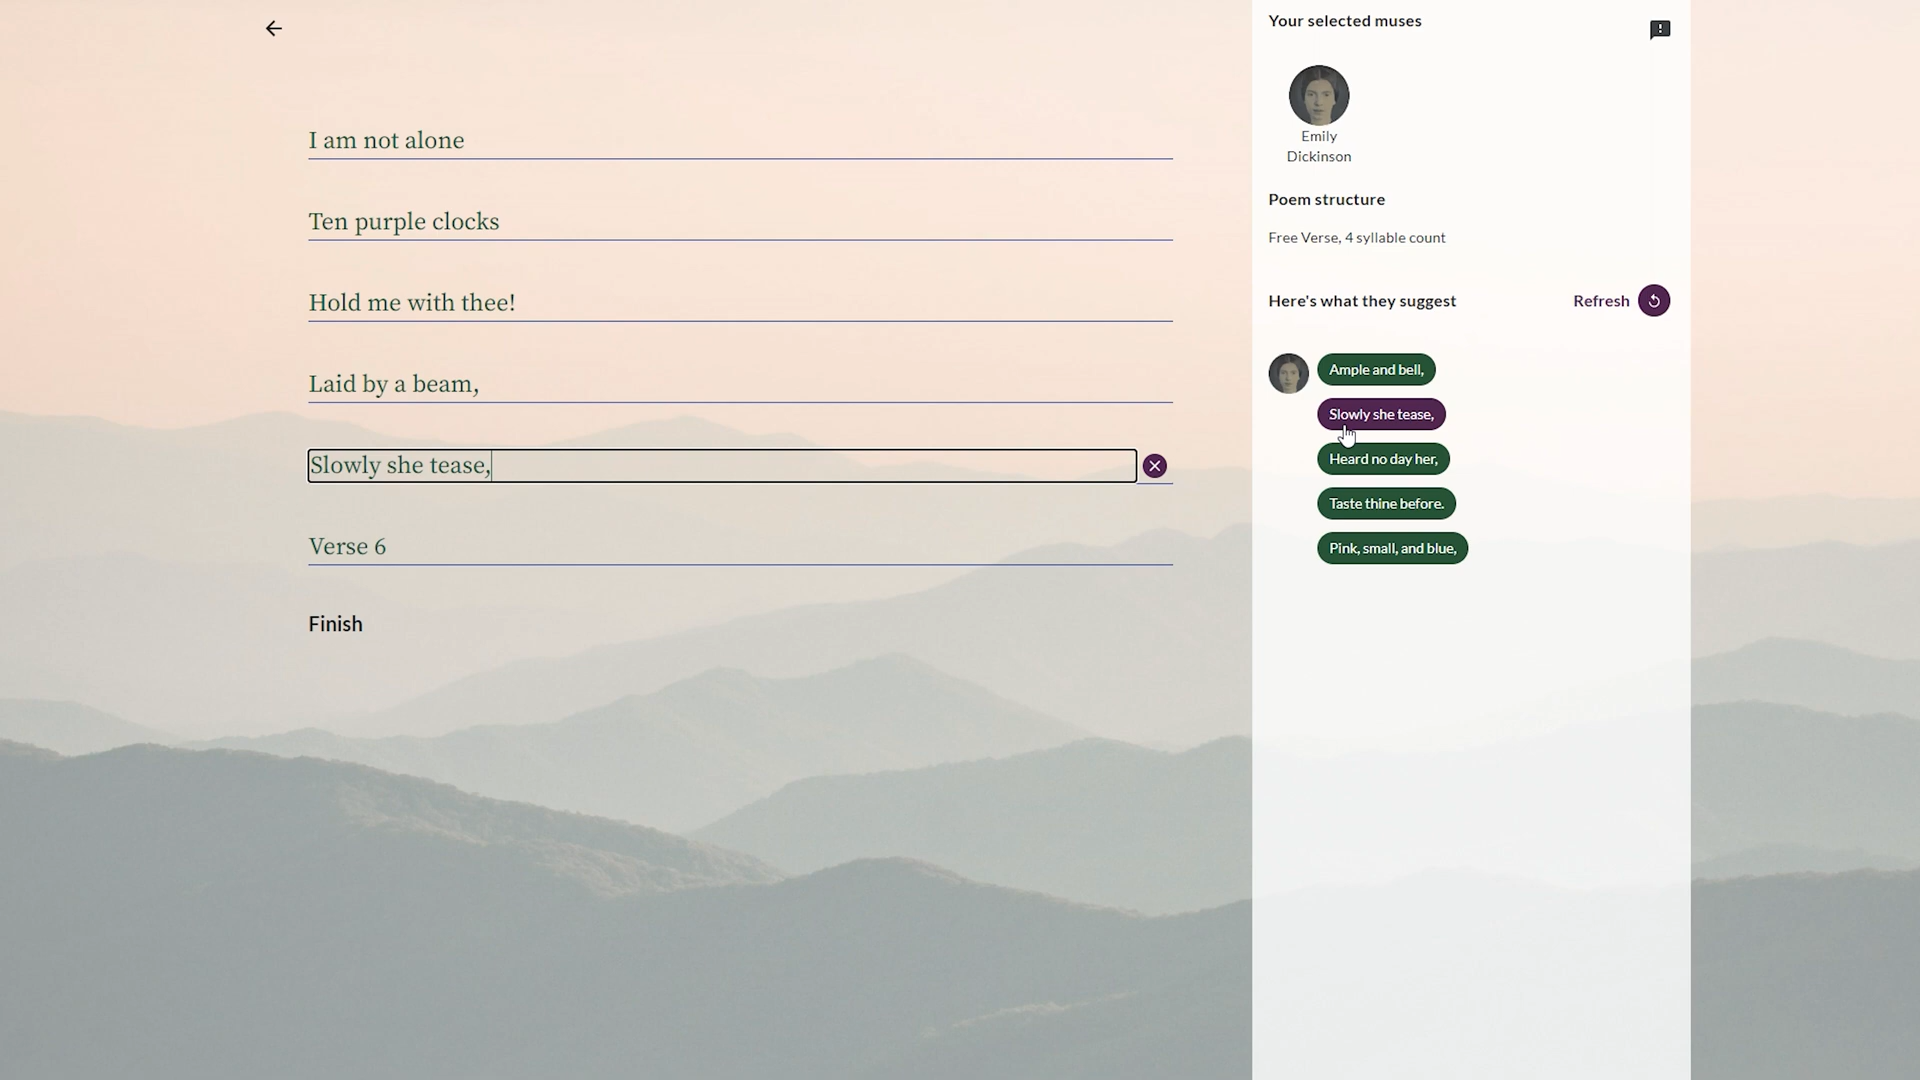 I am not alone
Ten purple clocks
Hold me with thee!
Laid by a beam,
Slowly she tease,
Verse 6
Finish
Your selected muses
Emily
Dickinson
Poem structure
Free Verse, 4 syllable count
Here's what they suggest
Refresh
Ample and bell,
Slowly she tease,
Heard no day her,
Taste thine before.
Pink, small, and blue,